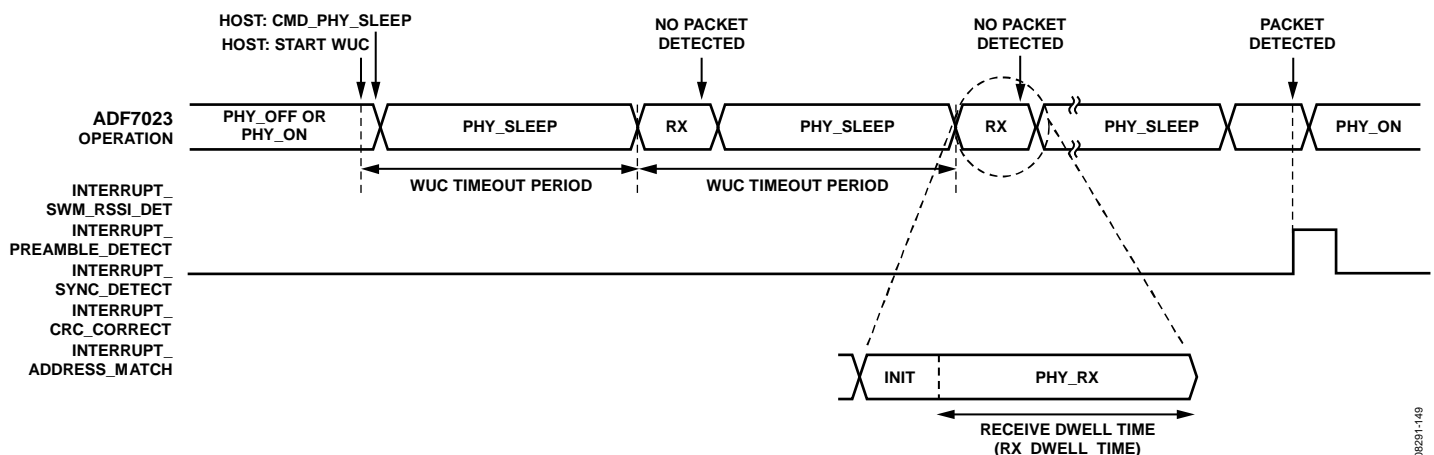 HOST: CMD_PHY_SLEEP
HOST: START WUC
NO PACKET
DETECTED
NO PACKET
DETECTED
PACKET
DETECTED
ADF7023
OPERATION
PHY_OFF OR
PHY_ON
PHY_SLEEP
RX
PHY_SLEEP
RX
PHY_SLEEP
PHY_ON
WUC TIMEOUT PERIOD
WUC TIMEOUT PERIOD
INTERRUPT_
SWM_RSSI_DET
INTERRUPT_
PREAMBLE_DETECT
INTERRUPT_
SYNC_DETECT
INTERRUPT_
CRC_CORRECT
INTERRUPT_
ADDRESS_MATCH
INIT
PHY_RX
RECEIVE DWELL TIME
(RX_DWELL_TIME)
08291-149